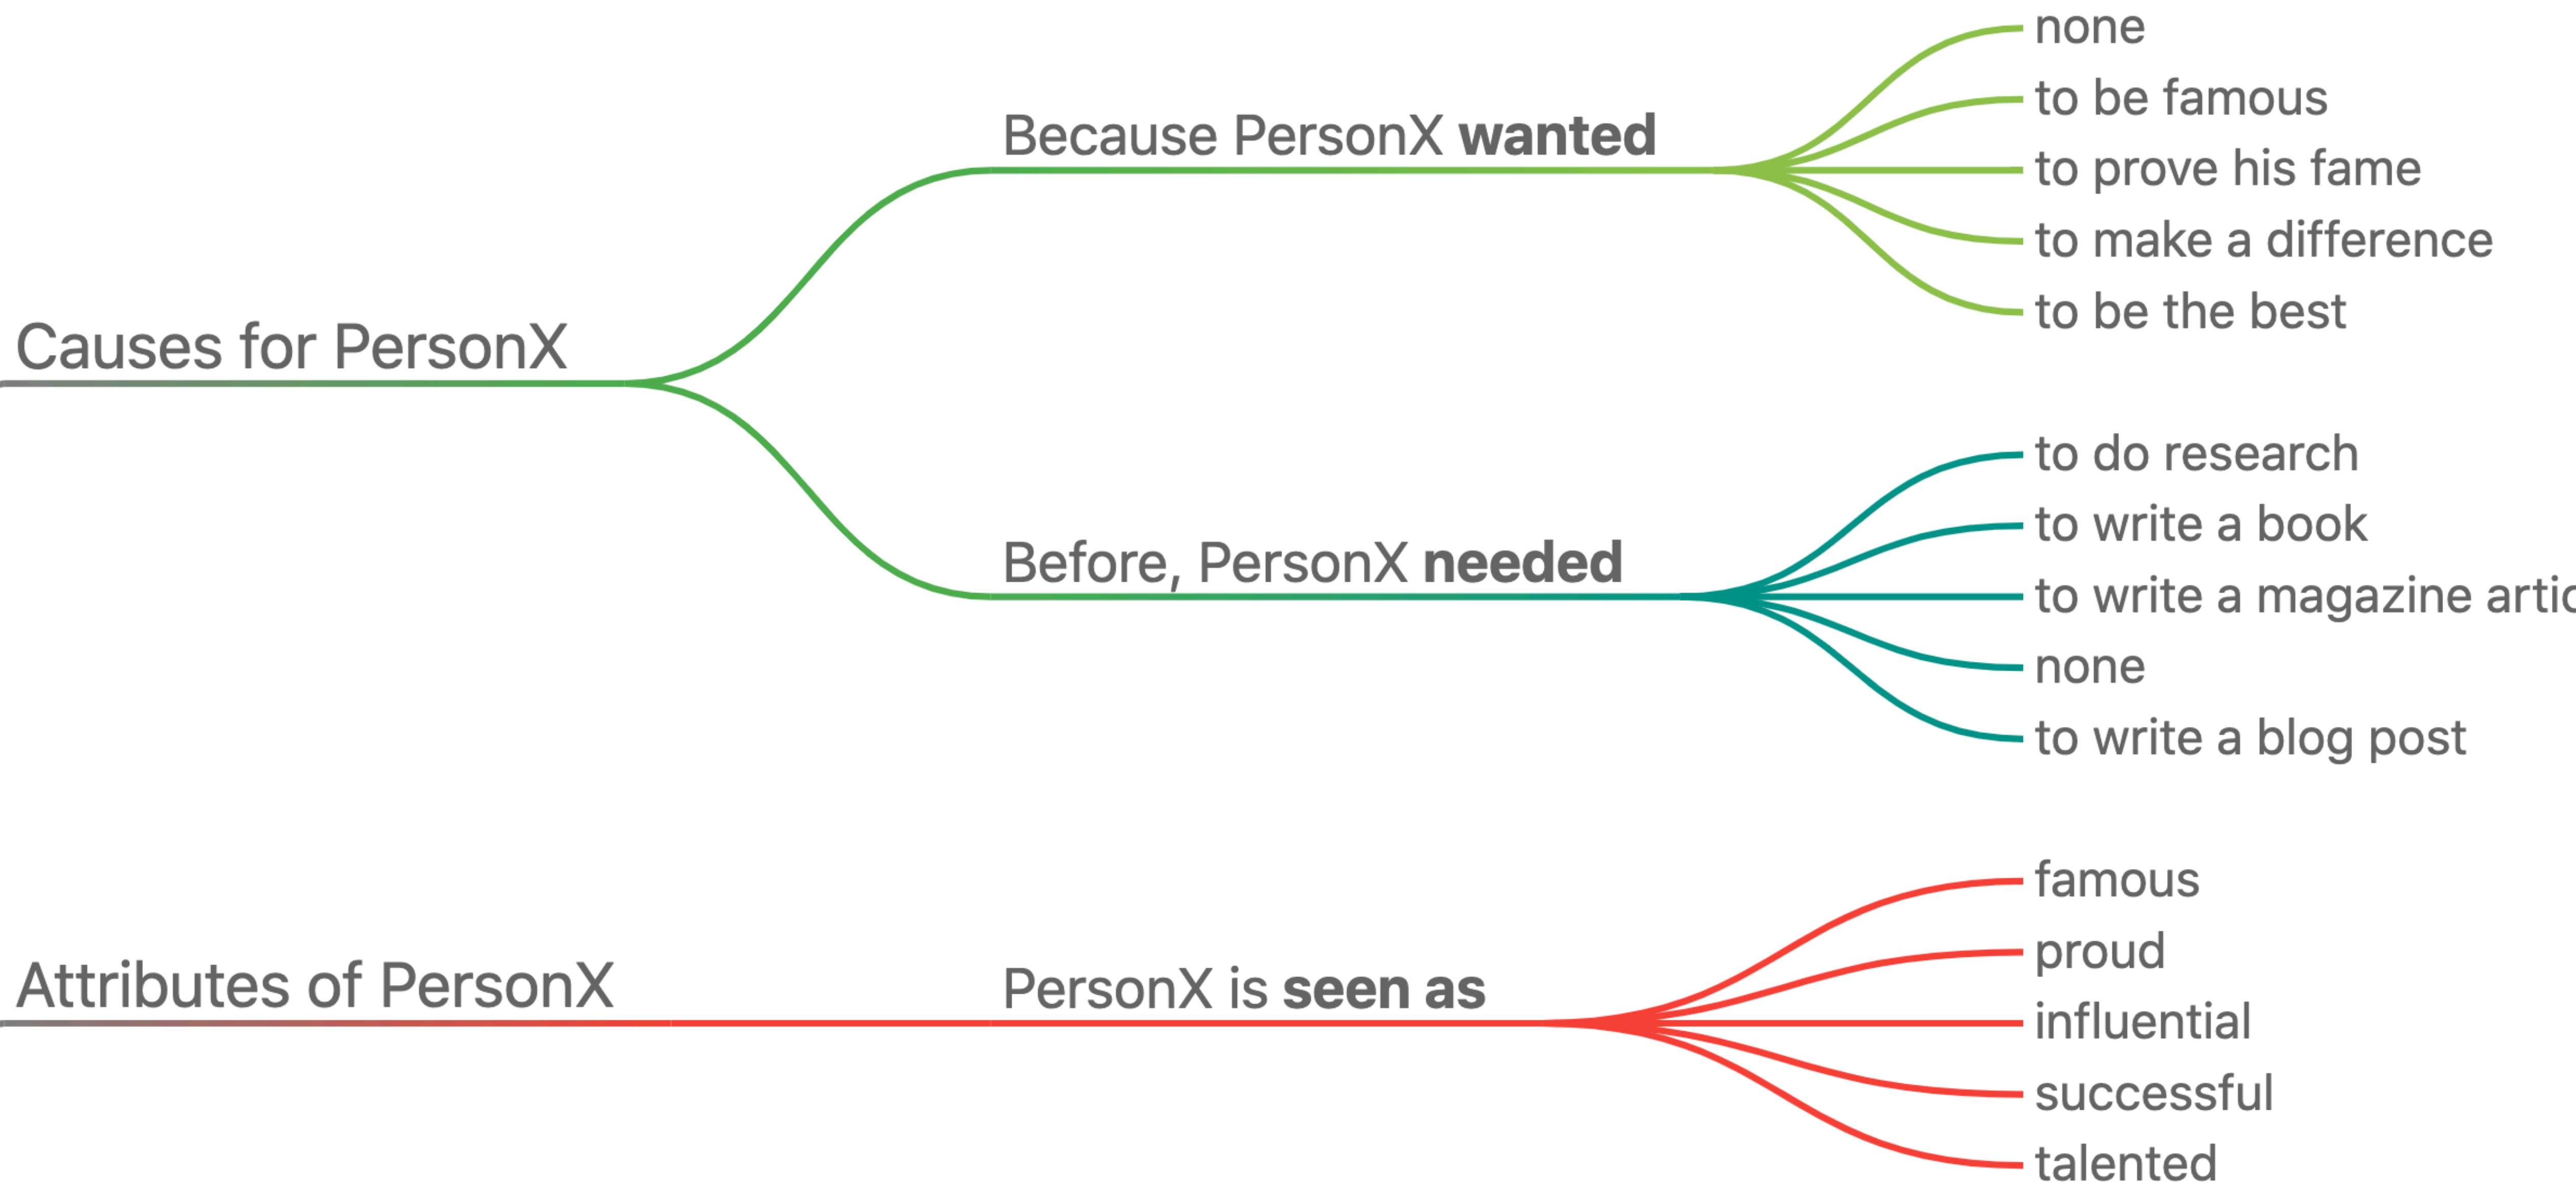 none
to be famous
Because PersonX wanted
to prove his fame
to make a difference
to be the best
Causes for PersonX
to do research
to write a book
Before, PersonX needed
to write a magazine
none
to write a blog post
famous
proud
Attributes of PersonX
PersonX is seen as
influential
successful
talented